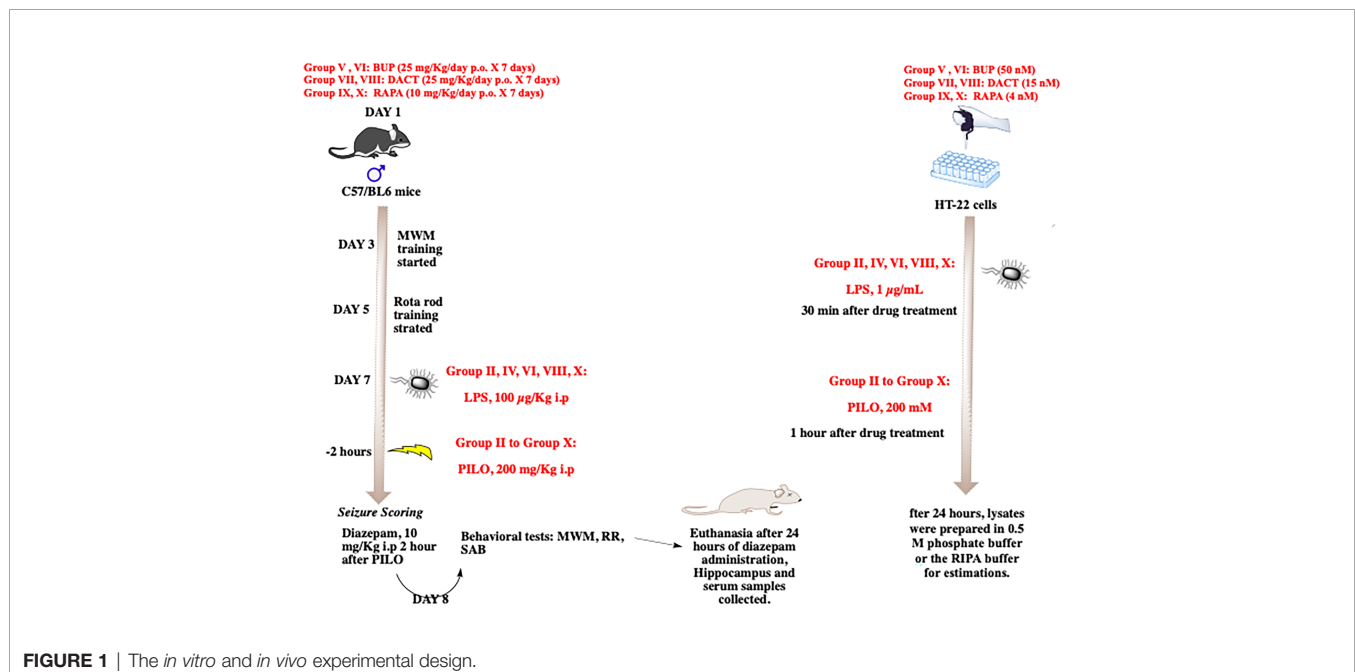 Group V , VI: BUP (25 mg/Kg/day p.o. X 7 days)
Group VII, VIII: DACT (25 mg/Kg/day p.o. X 7 days)
Group IX, X: RAPA (10 mg/Kg/day p.o. X 7 days)
DAY 1
C57/BL6 mice
DAY 3
MWM
training
started
DAY 5
Rota rod
training
strated
DAY 7
Group II, IV, VI, VIII, X:
LPS, 100 µg/Kg i.p
-2 hours
Group II to Group X:
PILO, 200 mg/Kg i.p
Seizure Scoring
Diazepam, 10
mg/Kg i.p 2 hour
after PILO
DAY 8
Behavioral tests: MWM, RR,
SAB
Euthanasia after 24
hours of diazepam
administration,
Hippocampus and
serum samples
collected.
Group V , VI: BUP (50 nM)
Group VII, VIII: DACT (15 nM)
Group IX, X: RAPA (4 nM)
HT-22 cells
Group II, IV, VI, VIII, X:
LPS, 1 µg/mL
30 min after drug treatment
Group II to Group X:
PILO, 200 mM
1 hour after drug treatment
fter 24 hours, lysates
were prepared in 0.5
M phosphate buffer
or the RIPA buffer
for estimations.
FIGURE 1 | The in vitro and in vivo experimental design.